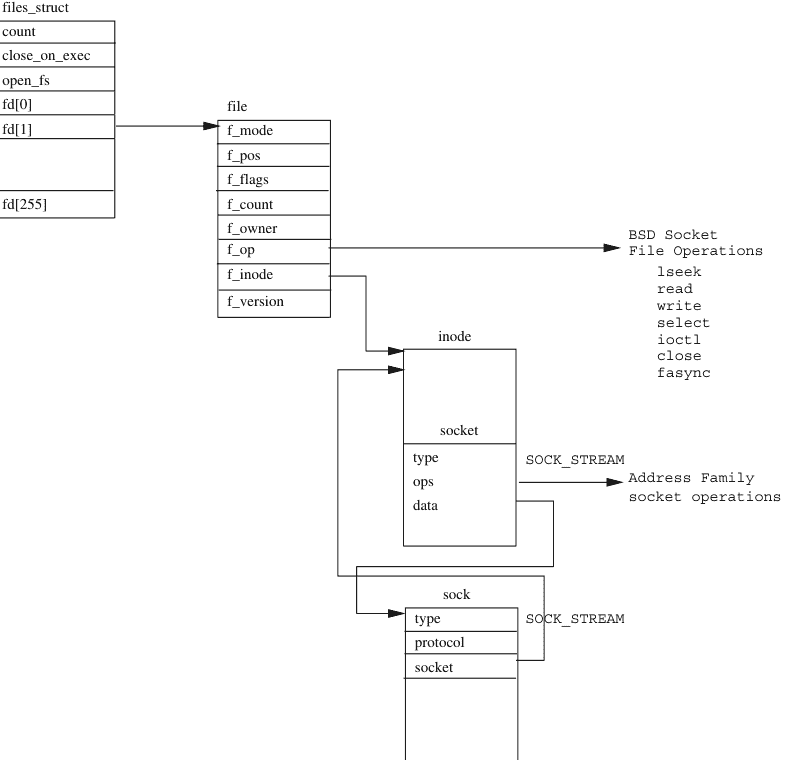 files_struct
count
close_on_exec
open_fs
fd[0]
fd[1]
fd[255]
file
f_mode
f_pos
f_flags
f_count
f_owner
f_op
f_inode
f_version
BSD Socket
File Operations
lseek
read
write
select
ioctl
close
fasync
inode
socket
type
SOCK_STREAM
ops
data
Address Family
socket operations
sock
type
SOCK_STREAM
protocol
socket